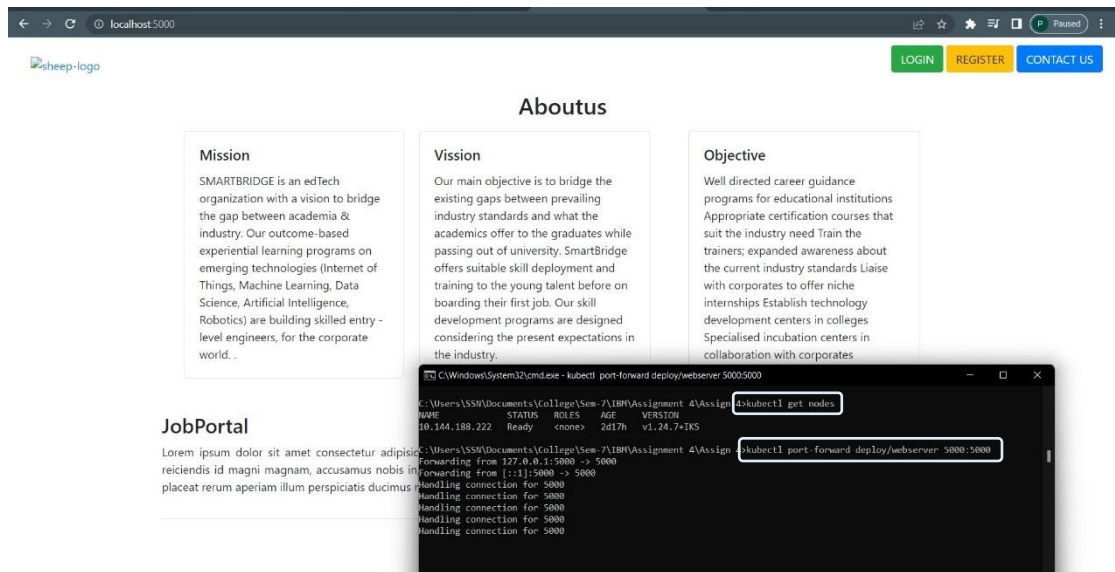 localhost:5000
P Paused
sheep-logo
LOGIN REGISTER CONTACT US
Aboutus
Mission
SMARTBRIDGE is an edTech
organization with a vision to bridge
the gap between academia &
industry. Our outcome-based
experiential learning programs on
emerging technologies (Internet of
Things, Machine Learning, Data
Science, Artificial Intelligence,
Robotics) are building skilled entry -
level engineers, for the corporate
world. .
Vission
Our main objective is to bridge the
existing gaps between prevailing
industry standards and what the
academics offer to the graduates while
passing out of university. SmartBridge
offers suitable skill deployment and
training to the young talent before on
boarding their first job. Our skill
development programs are designed
considering the present expectations in
the industry.
Objective
Well directed career guidance
programs for educational institutions
Appropriate certification courses that
suit the industry need Train the
trainers; expanded awareness about
the current industry standards Liaise
with corporates to offer niche
internships Establish technology
development centers in colleges
Specialised incubation centers in
collaboration with corporates
JobPortal
Lorem ipsum dolor sit amet consectetur adipisic
reiciendis id magni magnam, accusamus nobis in
placeat rerum aperiam illum perspiciatis ducimus r
C:\Windows\System32\cmd.exe - kubectl port-forward deploy/webserver 5000:5000
C:\Users\SSN\Documents\College\Sem-7\IBM\Assignment 4\Assign 4>kubectl get nodes
NAME STATUS ROLES AGE VERSION
10.144.188.222 Ready <none> 2d17h v1.24.7+IKS
C:\Users\SSN\Documents\College\Sem-7\IBM\Assignment 4\Assign 4>kubectl port-forward deploy/webserver 5000:5000
Forwarding from 127.0.0.1:5000 -> 5000
Forwarding from [::1]:5000 -> 5000
Handling connection for 5000
Handling connection for 5000
Handling connection for 5000
Handling connection for 5000
Handling connection for 5000